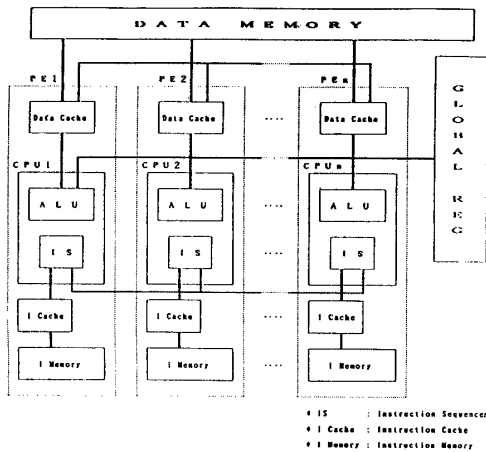 DATA MEMORY
PE1 PE2 PEn
Data Cache Data Cache .... Data Cache
CPU1 CPU2 CPUn
ALU ALU .... ALU
IS IS .... IS
I Cache I Cache .... I Cache
I Memory I Memory .... I Memory
GLOBAL REG
* IS : Instruction Sequencer
* I Cache : Instruction Cache
* I Memory : Instruction Memory